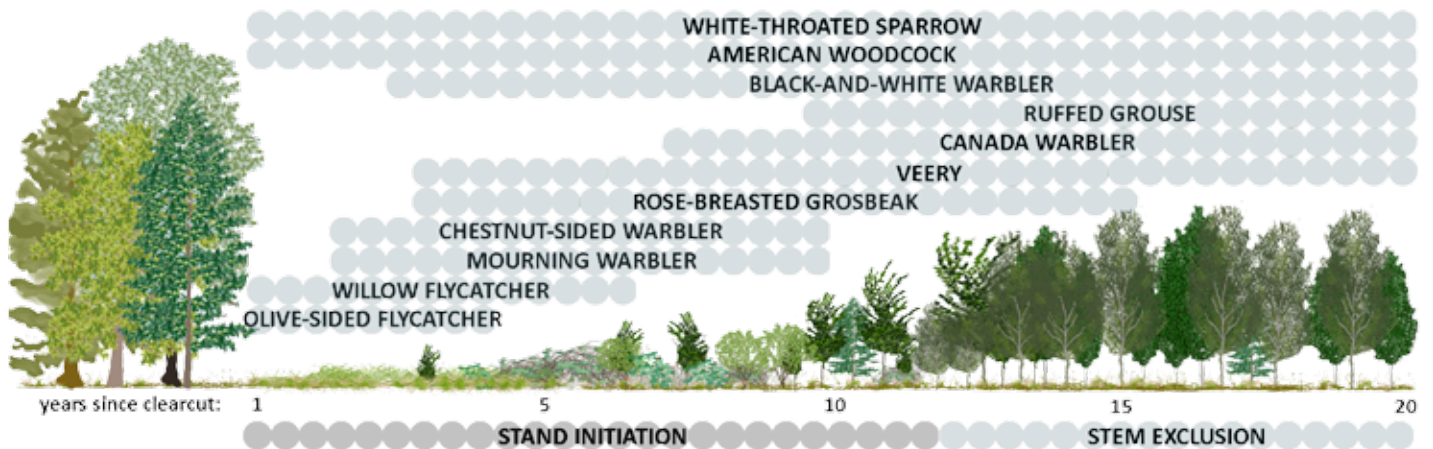 WHITE-THROATED SPARROW
AMERICAN WOODCOCK
BLACK-AND-WHITE WARBLER
RUFFED GROUSE
CANADA WARBLER
VEERY
ROSE-BREASTED GROSBEAK
CHESTNUT-SIDED WARBLER
MOURNING WARBLER
WILLOW FLYCATCHER
OLIVE-SIDED FLYCATCHER
years since clearcut: 1 5 10 15 20
STAND INITIATION STEM EXCLUSION